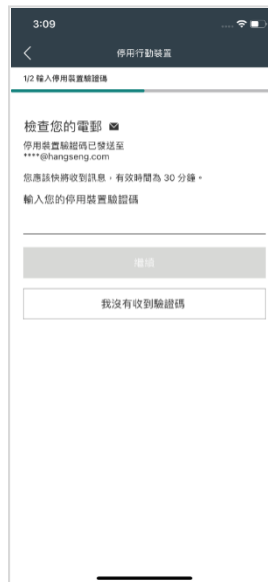 3:09
停用行動裝置
1/2 輸入停用裝置驗證碼
檢查您的電郵
停用裝置驗證碼已發送至
****@hangseng.com
您應該快將收到訊息，有效時間為 30 分鐘。
輸入您的停用裝置驗證碼
繼續
我沒有收到驗證碼